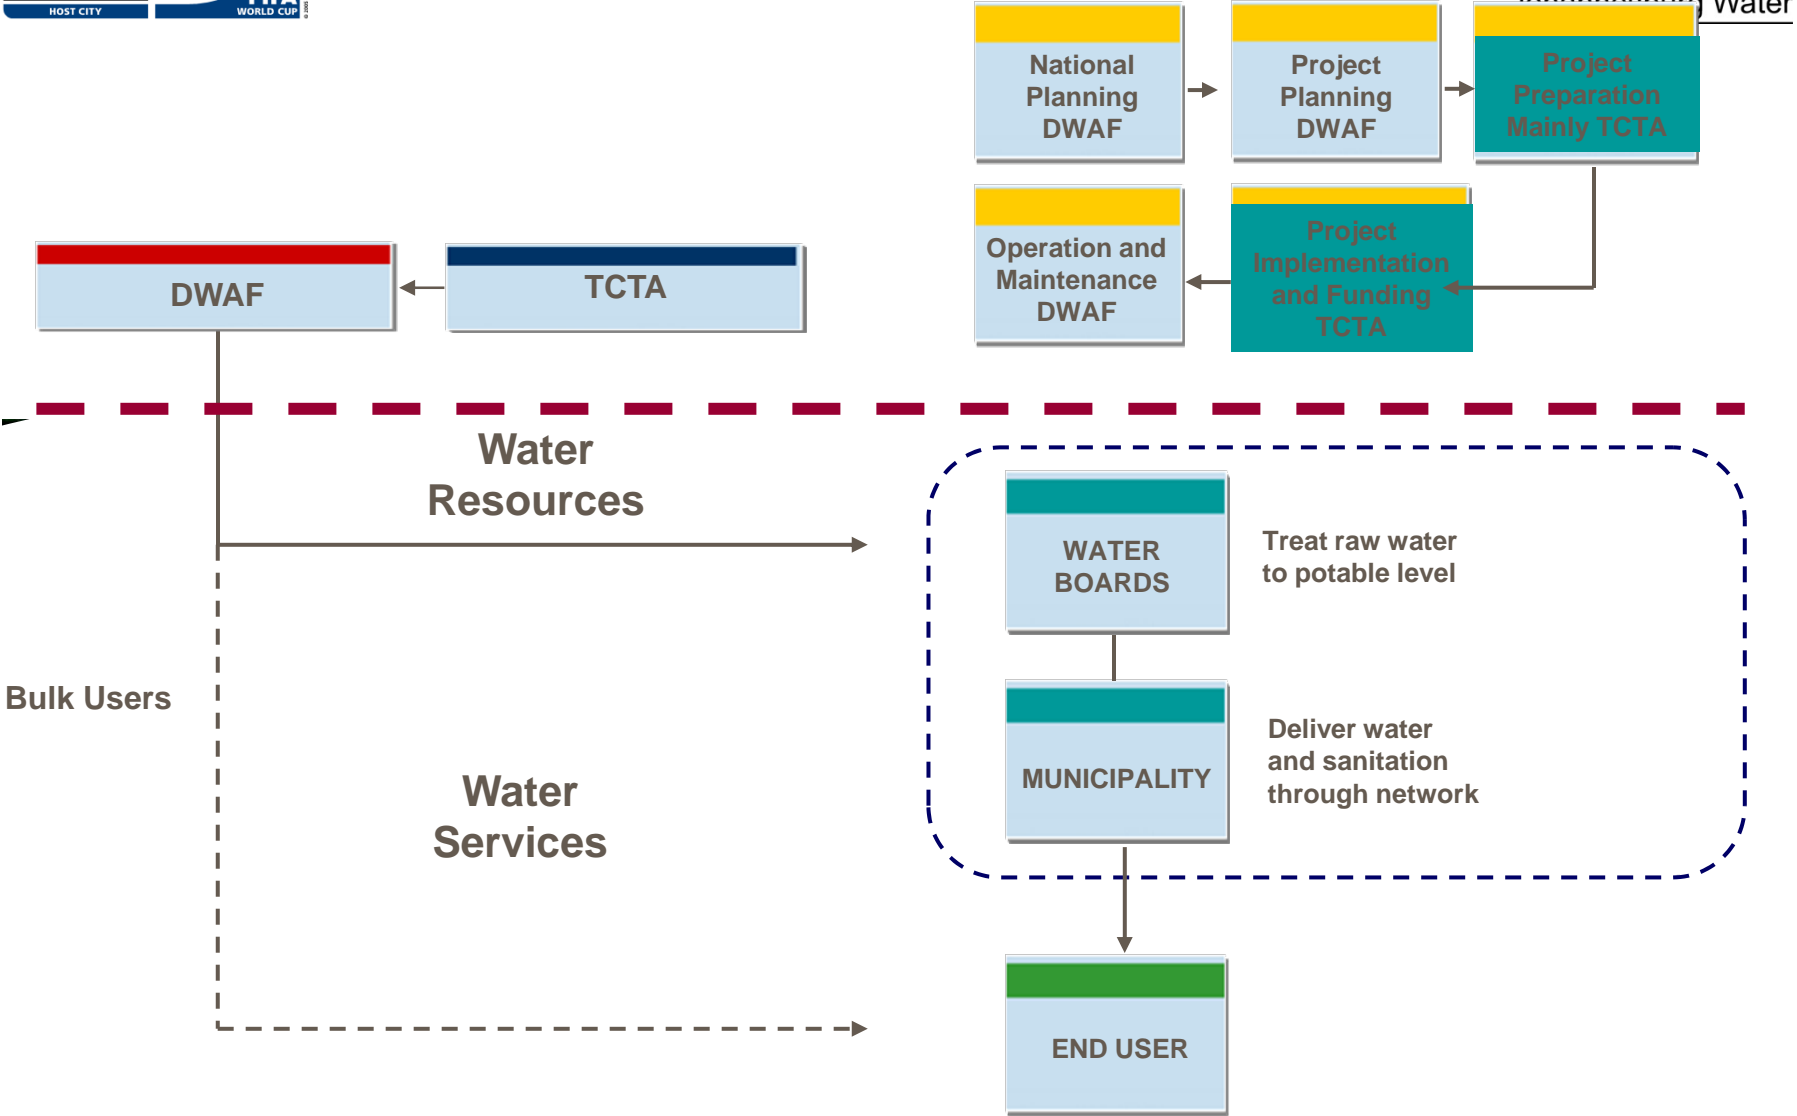 HOST CITY
WORLD CUP
Water
National
Planning
DWAF
Project
Planning
DWAF
Project
Preparation
Mainly TCTA
Operation and
Maintenance
DWAF
Project
Implementation
and Funding
TCTA
DWAF
TCTA
Water
Resources
WATER
BOARDS
Treat raw water
to potable level
Bulk Users
MUNICIPALITY
Deliver water
and sanitation
through network
Water
Services
END USER